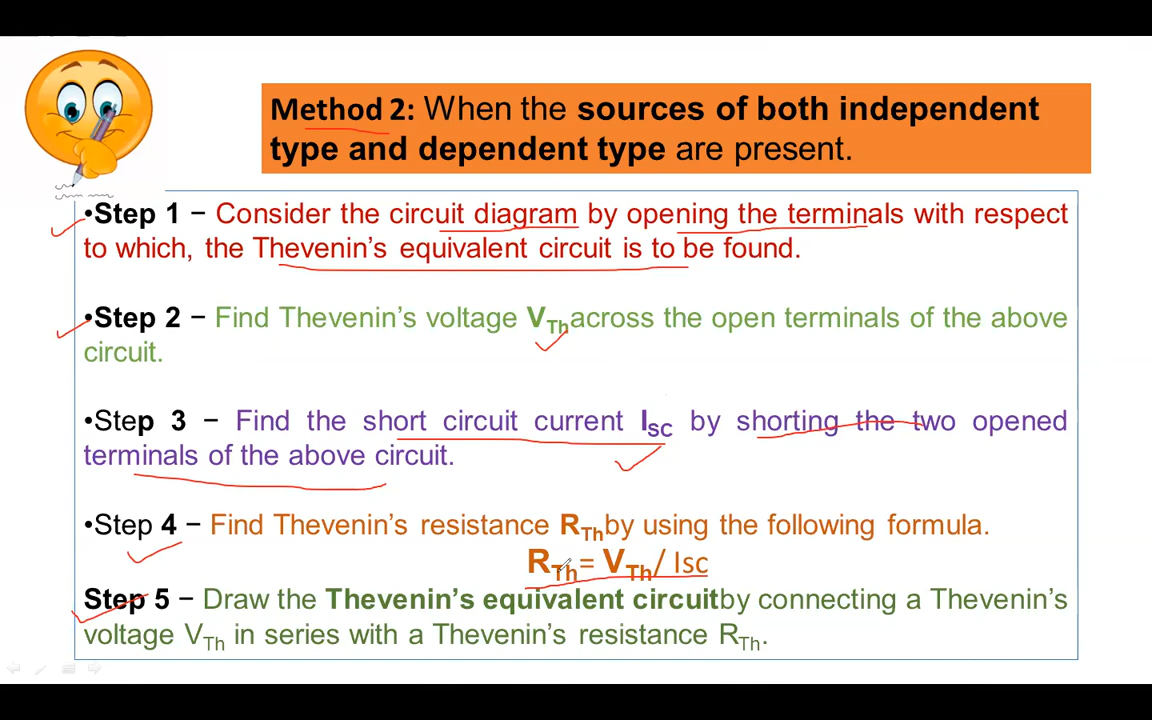 Method 2: When the sources of both independent
type and dependent type are present.
•Step 1 − Consider the circuit diagram by opening the terminals with respect
to which, the Thevenin’s equivalent circuit is to be found.
•Step 2 − Find Thevenin’s voltage VTh across the open terminals of the above
circuit.
•Step 3 − Find the short circuit current ISC by shorting the two opened
terminals of the above circuit.
•Step 4 − Find Thevenin’s resistance RTh by using the following formula.
RTh= VTh/ Isc
Step 5 − Draw the Thevenin’s equivalent circuitby connecting a Thevenin’s
voltage VTh in series with a Thevenin’s resistance RTh.